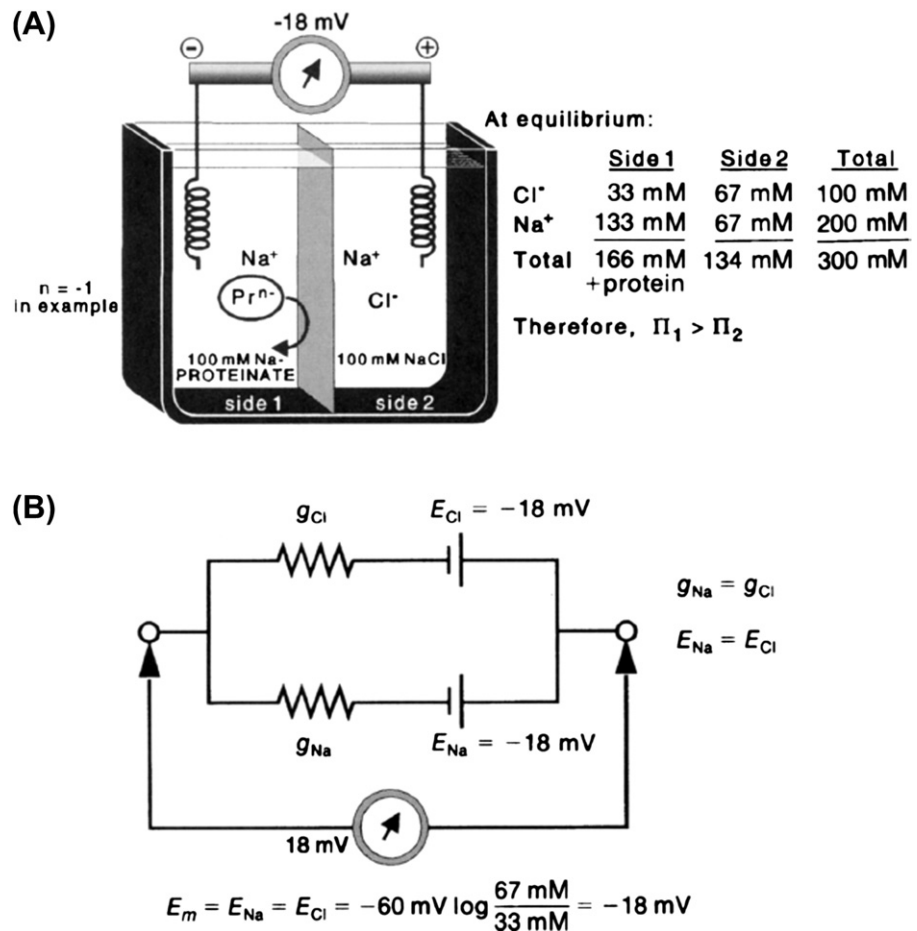 (A)
-18 mV
⊖ ⊕
At equilibrium:
Side 1 Side 2 Total
Cl⁻ 33 mM 67 mM 100 mM
Na⁺ 133 mM 67 mM 200 mM
Total 166 mM 134 mM 300 mM
+protein
Therefore, Π₁ > Π₂
n = -1
in example
Na⁺ Na⁺
Prⁿ⁻ Cl⁻
100 mM Na-
PROTEINATE
100 mM NaCl
side 1 side 2
(B)
g_Cl E_Cl = −18 mV
g_Na = g_Cl
E_Na = E_Cl
g_Na E_Na = −18 mV
18 mV
E_m = E_Na = E_Cl = −60 mV log 67 mM / 33 mM = −18 mV